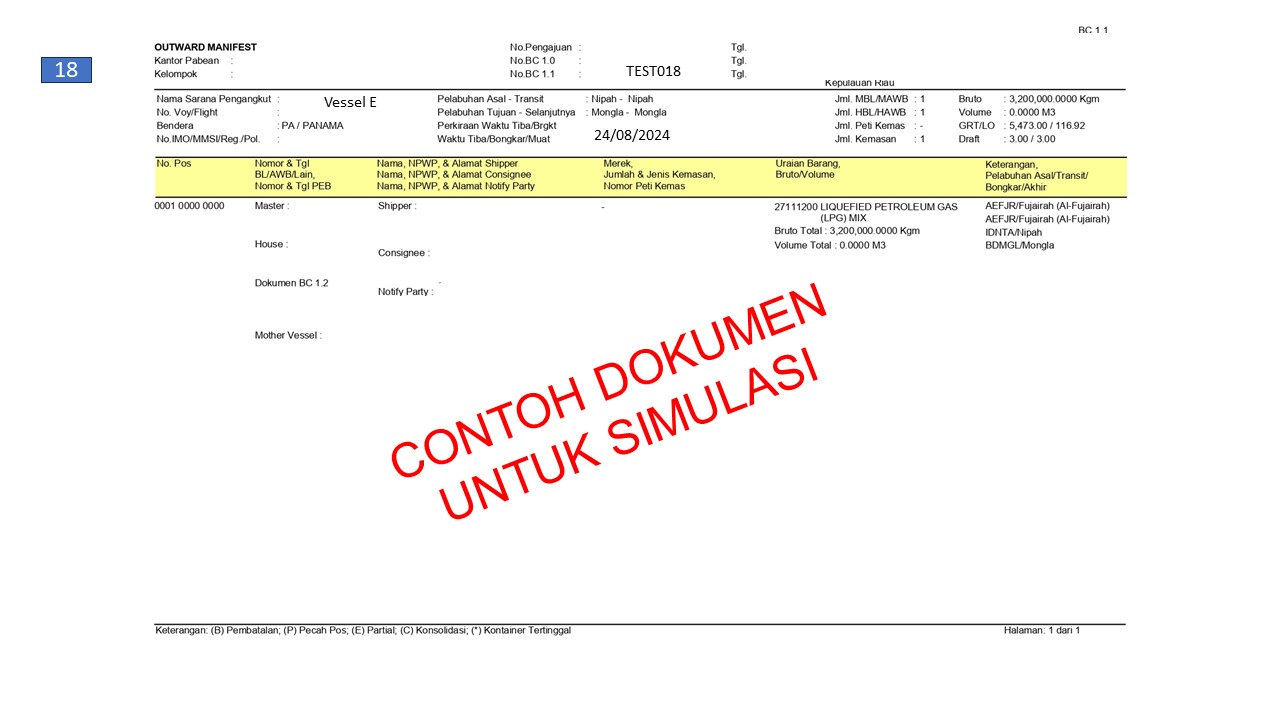 BC 1.1
18
OUTWARD MANIFEST No.Pengajuan : Tgl.
Kantor Pabean : No.BC 1.0 : Tgl.
Kelompok : No.BC 1.1 : TEST018 Tgl.
Kepulauan Riau
Nama Sarana Pengangkut : Vessel E Pelabuhan Asal - Transit : Nipah - Nipah Jml. MBL/MAWB : 1 Bruto : 3,200,000.0000 Kgm
No. Voy/Flight : Pelabuhan Tujuan - Selanjutnya : Mongla - Mongla Jml. HBL/HAWB : 1 Volume : 0.0000 M3
Bendera : PA / PANAMA Perkiraan Waktu Tiba/Brgkt Jml. Peti Kemas : - GRT/LO : 5,473.00 / 116.92
No.IMO/MMSI/Reg./Pol. : Waktu Tiba/Bongkar/Muat 24/08/2024 Jml. Kemasan : 1 Draft : 3.00 / 3.00
No. Pos Nomor & Tgl Nama, NPWP, & Alamat Shipper Merek, Uraian Barang, Keterangan,
BL/AWB/Lain, Nama, NPWP, & Alamat Consignee Jumlah & Jenis Kemasan, Bruto/Volume Pelabuhan Asal/Transit/
Nomor & Tgl PEB Nama, NPWP, & Alamat Notify Party Nomor Peti Kemas Bongkar/Akhir
0001 0000 0000 Master : Shipper : - 27111200 LIQUEFIED PETROLEUM GAS AEFJR/Fujairah (Al-Fujairah)
(LPG) MIX AEFJR/Fujairah (Al-Fujairah)
Bruto Total : 3,200,000.0000 Kgm IDNTA/Nipah
House : Volume Total : 0.0000 M3 BDMGL/Mongla
Consignee :
Dokumen BC 1.2
Notify Party :
Mother Vessel :
CONTOH DOKUMEN
UNTUK SIMULASI
Keterangan: (B) Pembatalan; (P) Pecah Pos; (E) Partial; (C) Konsolidasi; (*) Kontainer Tertinggal Halaman: 1 dari 1